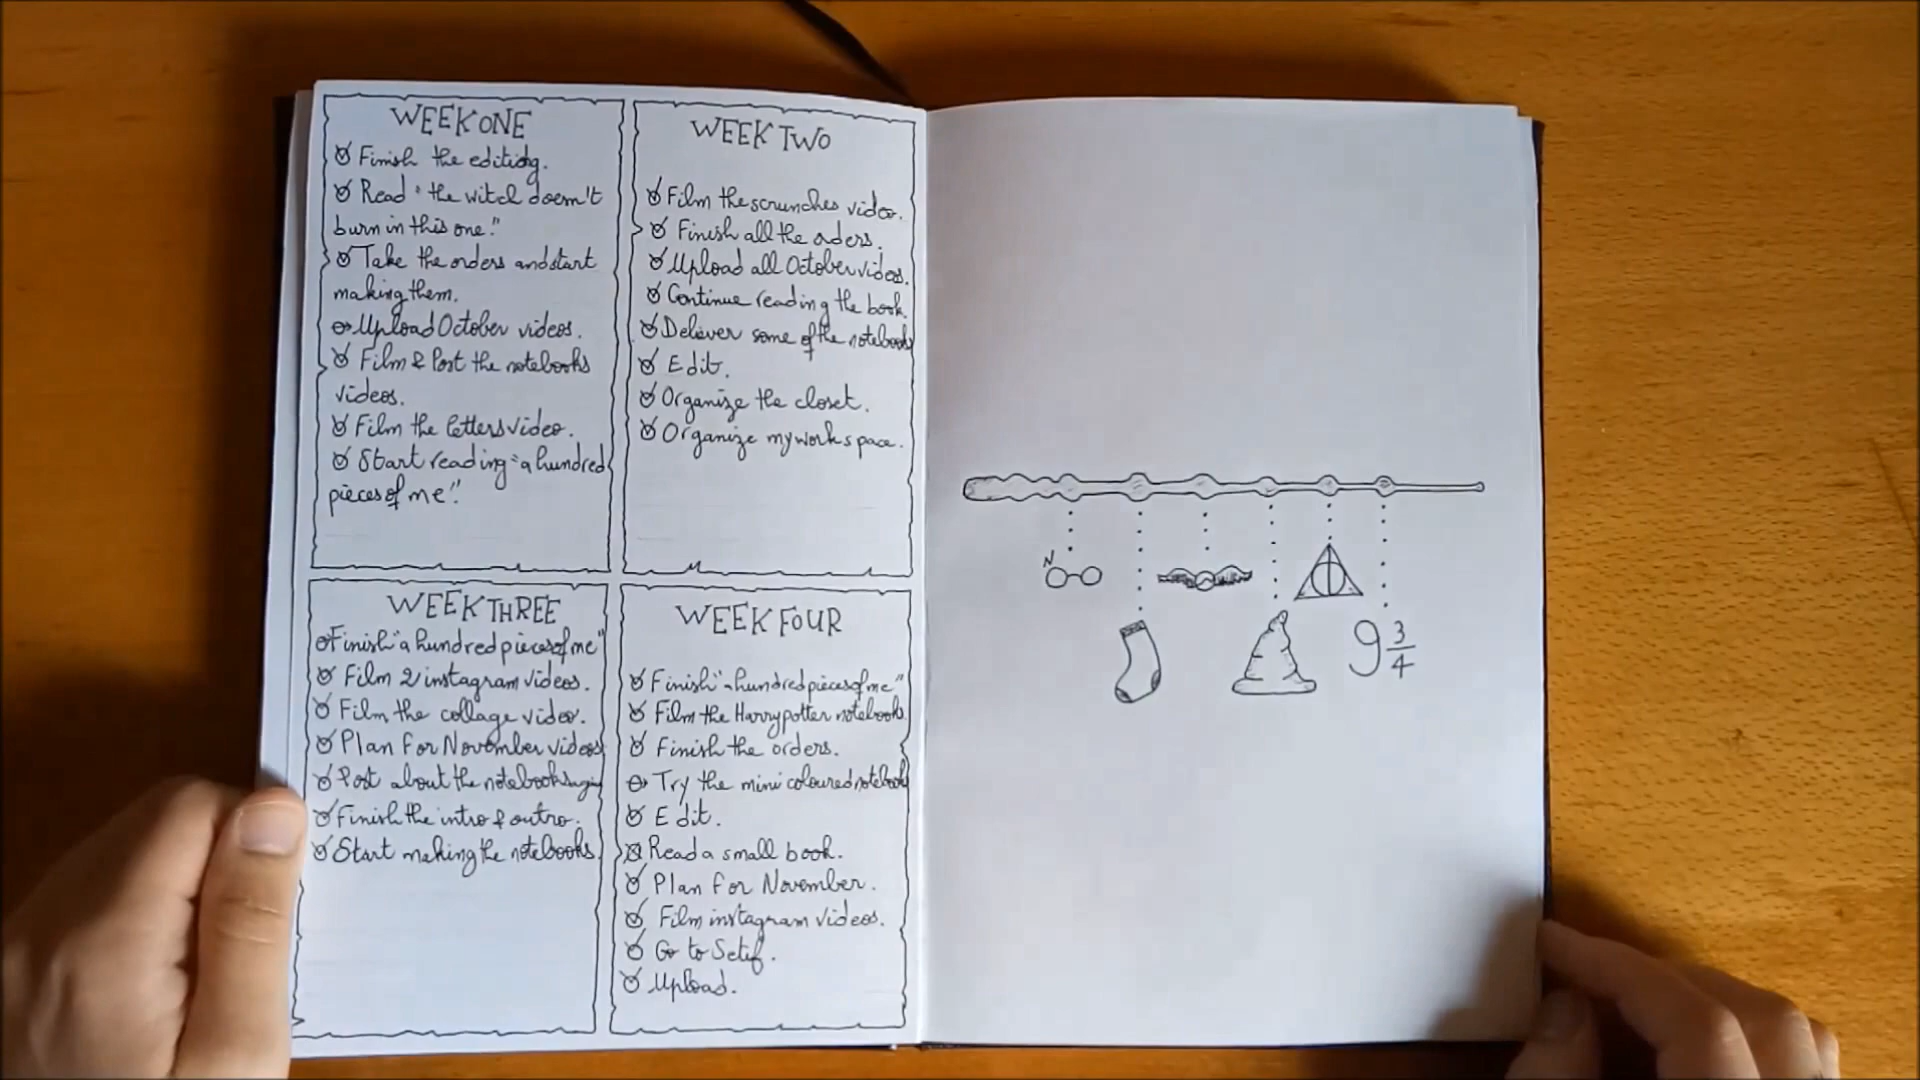 WEEK ONE
Finish the editing.
Read "the witch doesn't
burn in this one."
Take the orders and start
making them.
Upload October videos.
Film & Post the notebooks
videos.
Film the letters video.
Start reading "a hundred
pieces of me".
WEEK TWO
Film the scrunches video.
Finish all the orders.
Upload all October videos.
Continue reading the book.
Deliver some of the notebooks
Edit.
Organize the closet.
Organize my work space.
WEEK THREE
Finish "a hundred pieces of me"
Film 2 instagram videos.
Film the collage video.
Plan for November videos
Post about the notebooks
Finish the intro & outro.
Start making the notebooks
WEEK FOUR
Finish "a hundred pieces of me"
Film the Harry potter notebooks.
Finish the orders.
Try the mini coloured notebook
Edit.
Read a small book.
Plan for November.
Film instagram videos.
Go to Setif.
Upload.
9 3/4